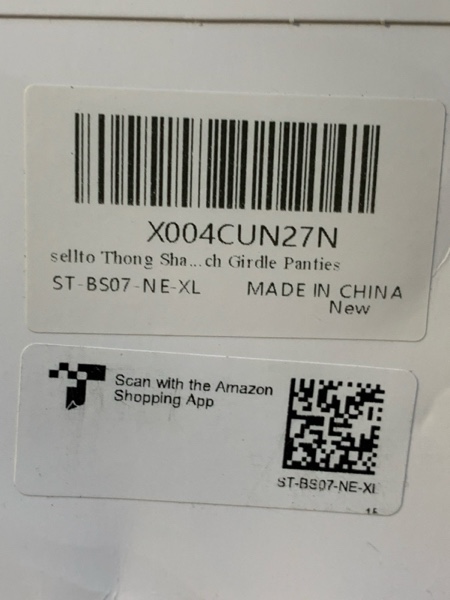 X004CUN27N
sellto Thong Sha...ch Girdle Panties
ST-BS07-NE-XL MADE IN CHINA
New
Scan with the Amazon
Shopping App
ST-BS07-NE-XL
15